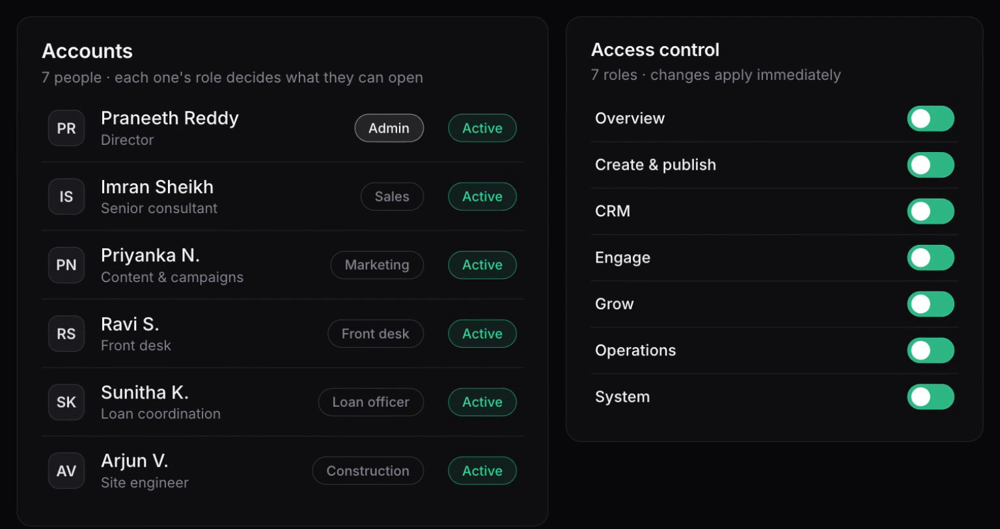 Accounts
7 people · each one's role decides what they can open
PR
Praneeth Reddy
Director
Admin
Active
IS
Imran Sheikh
Senior consultant
Sales
Active
PN
Priyanka N.
Content & campaigns
Marketing
Active
RS
Ravi S.
Front desk
Front desk
Active
SK
Sunitha K.
Loan coordination
Loan officer
Active
AV
Arjun V.
Site engineer
Construction
Active
Access control
7 roles · changes apply immediately
Overview
Create & publish
CRM
Engage
Grow
Operations
System